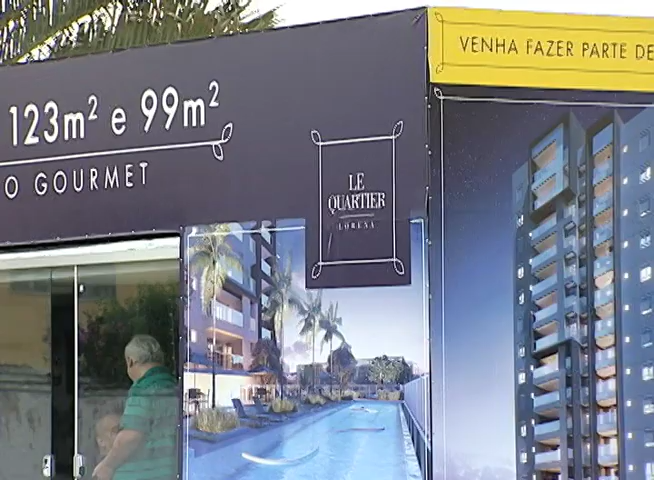 123m² e 99m²
O GOURMET
LE
QUARTIER
LORENA
VENHA FAZER PARTE DE